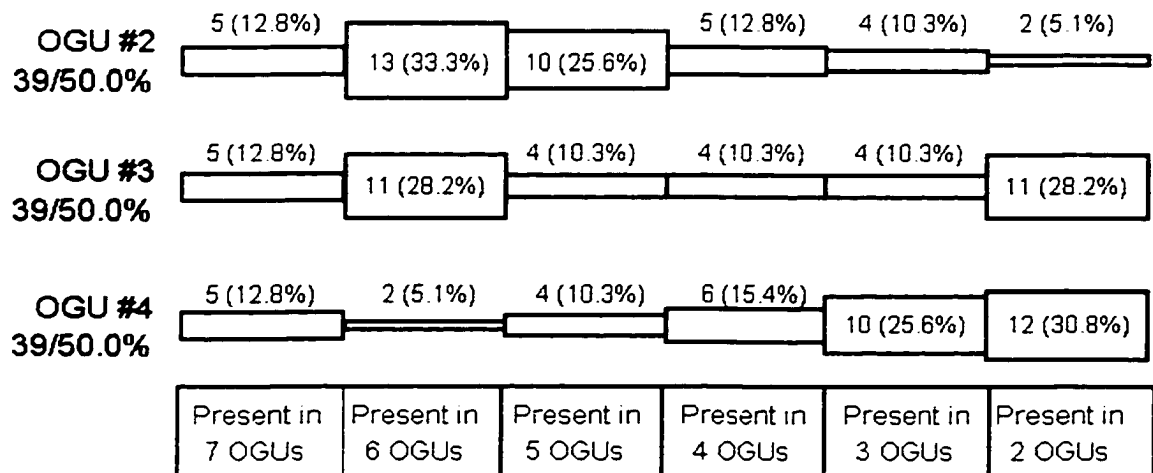 5 (12.8%) 5 (12.8%) 4 (10.3%) 2 (5.1%)
OGU #2
13 (33.3%) 10 (25.6%)
39/50.0%
5 (12.8%) 4 (10.3%) 4 (10.3%) 4 (10.3%)
OGU #3
11 (28.2%) 11 (28.2%)
39/50.0%
5 (12.8%) 2 (5.1%) 4 (10.3%) 6 (15.4%)
OGU #4
10 (25.6%) 12 (30.8%)
39/50.0%
Present in Present in Present in Present in Present in Present in
7 OGUs 6 OGUs 5 OGUs 4 OGUs 3 OGUs 2 OGUs